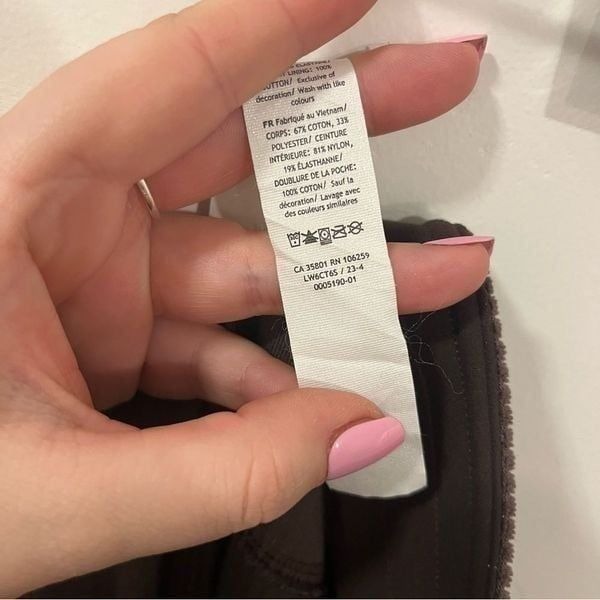 LINING: 100%
COTTON/ Exclusive of
decoration/ Wash with like
colours
FR Fabriqué au Vietnam/
CORPS: 67% COTON, 33%
POLYESTER/ CEINTURE
INTÉRIEURE: 81% NYLON,
19% ÉLASTHANNE/
DOUBLURE DE LA POCHE:
100% COTON/ Sauf la
décoration/ Lavage avec
des couleurs similaires
CA 35801 RN 106259
LW6CT6S / 23-4
0005190-01